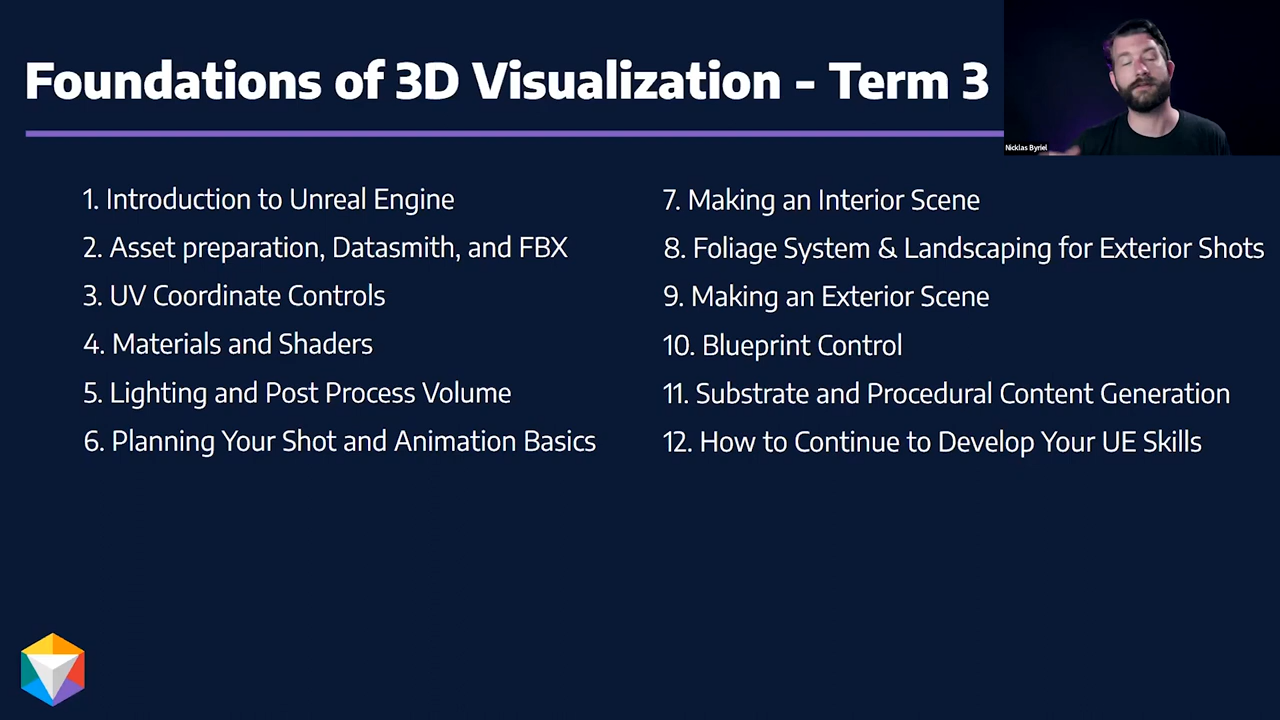 Foundations of 3D Visualization - Term 3
Nicklas Byriel
1. Introduction to Unreal Engine
2. Asset preparation, Datasmith, and FBX
3. UV Coordinate Controls
4. Materials and Shaders
5. Lighting and Post Process Volume
6. Planning Your Shot and Animation Basics
7. Making an Interior Scene
8. Foliage System & Landscaping for Exterior Shots
9. Making an Exterior Scene
10. Blueprint Control
11. Substrate and Procedural Content Generation
12. How to Continue to Develop Your UE Skills